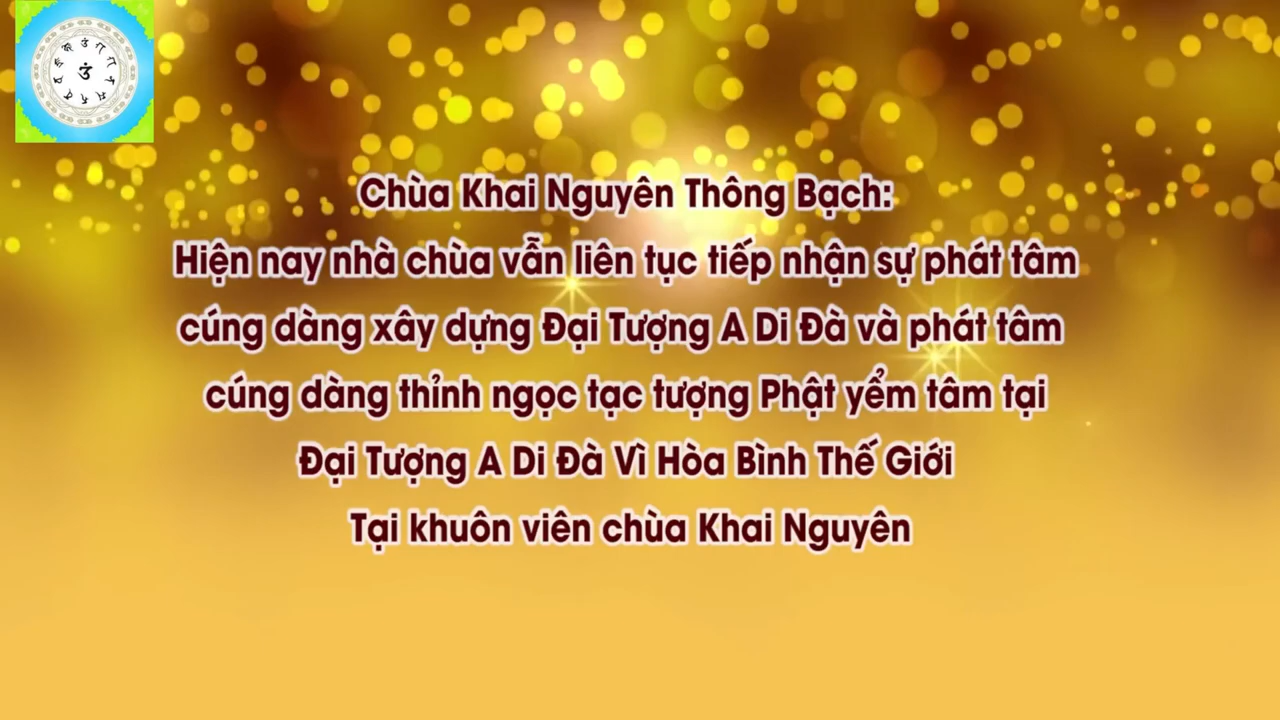 Chùa Khai Nguyên Thông Bạch:
Hiện nay nhà chùa vẫn liên tục tiếp nhận sự phát tâm
cúng dàng xây dựng Đại Tượng A Di Đà và phát tâm
cúng dàng thỉnh ngọc tạc tượng Phật yểm tâm tại
Đại Tượng A Di Đà Vì Hòa Bình Thế Giới
Tại khuôn viên chùa Khai Nguyên